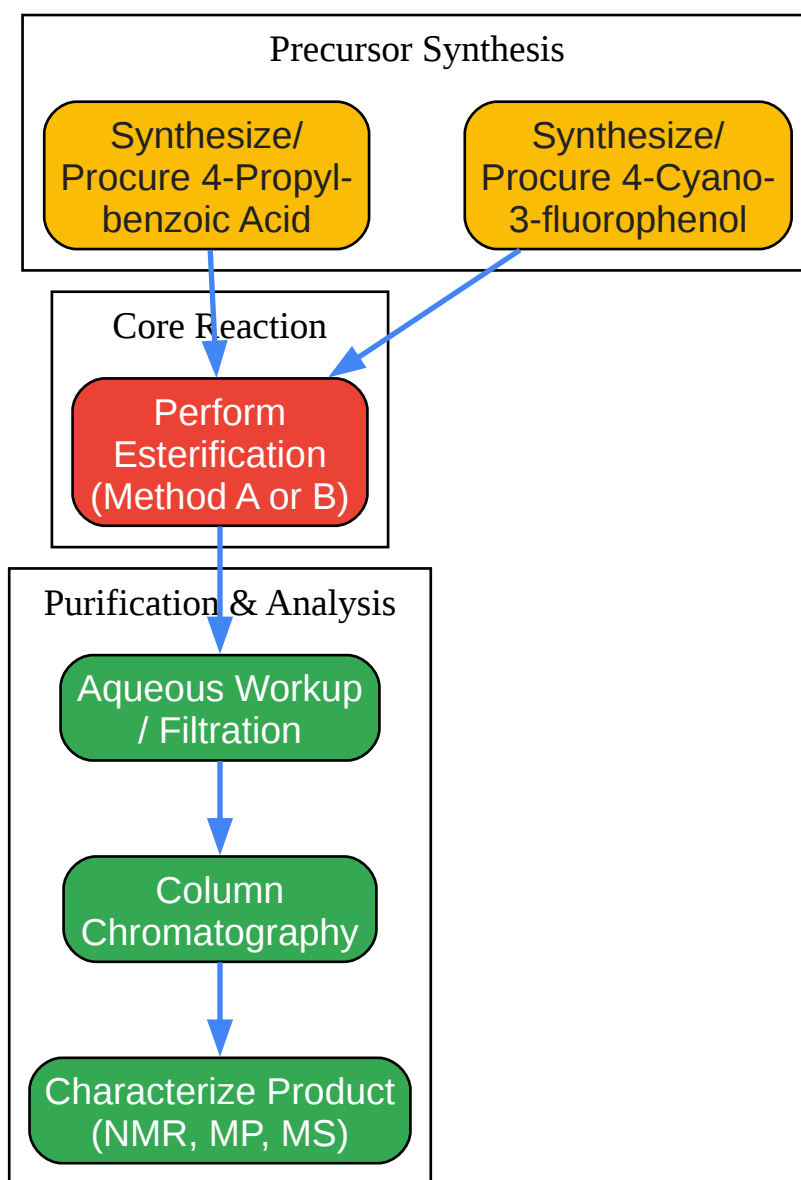 Precursor Synthesis
Synthesize/
Procure 4-Propyl-
benzoic Acid
Synthesize/
Procure 4-Cyano-
3-fluorophenol
Core Reaction
Perform
Esterification
(Method A or B)
Purification & Analysis
Aqueous Workup
/ Filtration
Column
Chromatography
Characterize Product
(NMR, MP, MS)